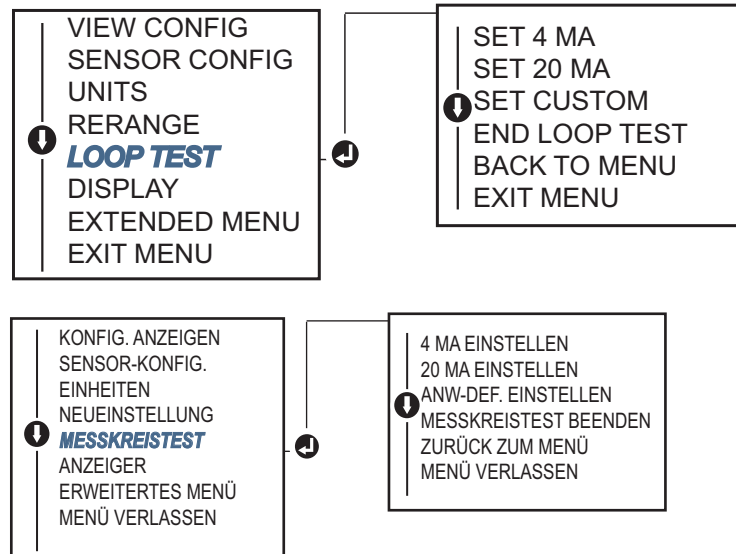 VIEW CONFIG
SENSOR CONFIG
UNITS
RERANGE
LOOP TEST
DISPLAY
EXTENDED MENU
EXIT MENU
SET 4 MA
SET 20 MA
SET CUSTOM
END LOOP TEST
BACK TO MENU
EXIT MENU
KONFIG. ANZEIGEN
SENSOR-KONFIG.
EINHEITEN
NEUEINSTELLUNG
MESSKREISTEST
ANZEIGER
ERWEITERTES MENÜ
MENÜ VERLASSEN
4 MA EINSTELLEN
20 MA EINSTELLEN
ANW-DEF. EINSTELLEN
MESSKREISTEST BEENDEN
ZURÜCK ZUM MENÜ
MENÜ VERLASSEN